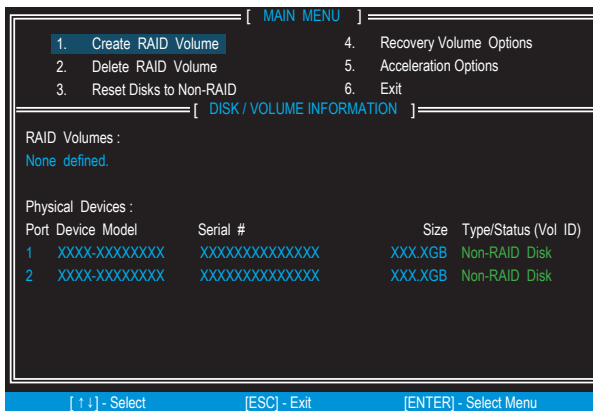 [ MAIN MENU ]
1. Create RAID Volume 4. Recovery Volume Options
2. Delete RAID Volume 5. Acceleration Options
3. Reset Disks to Non-RAID 6. Exit
[ DISK / VOLUME INFORMATION ]
RAID Volumes :
None defined.
Physical Devices :
Port Device Model Serial # Size Type/Status (Vol ID)
1 XXXX-XXXXXXXX XXXXXXXXXXXXXX XXX.XGB Non-RAID Disk
2 XXXX-XXXXXXXX XXXXXXXXXXXXXX XXX.XGB Non-RAID Disk
[ ↑↓] - Select [ESC] - Exit [ENTER] - Select Menu